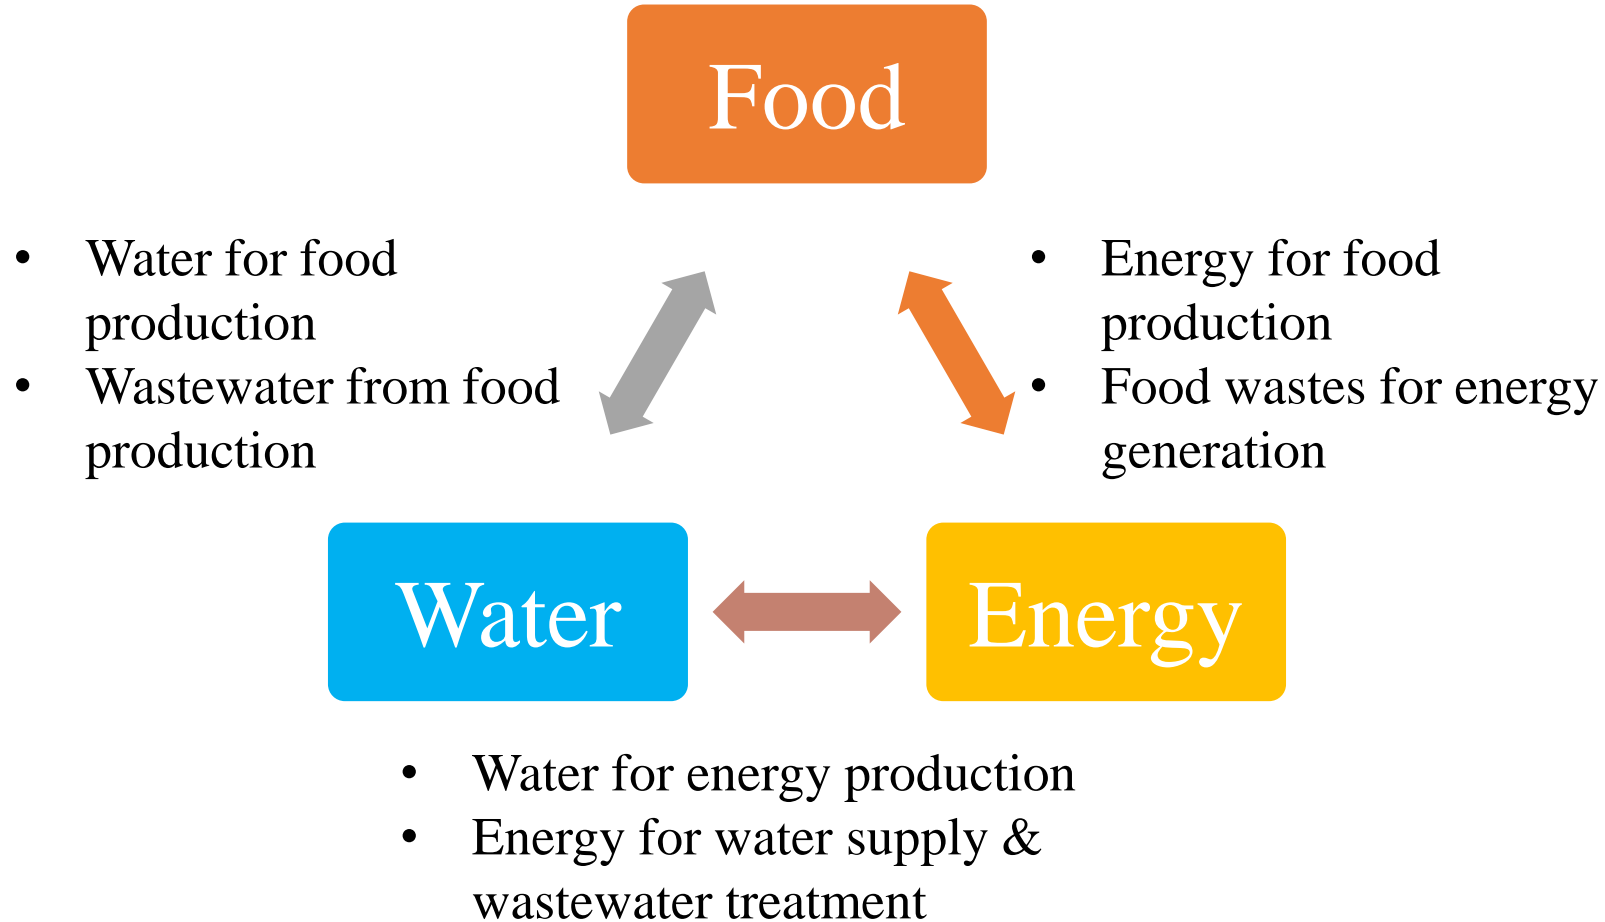 Food
• Water for food
production
• Wastewater from food
production
• Energy for food
production
• Food wastes for energy
generation
Water
Energy
• Water for energy production
• Energy for water supply &
wastewater treatment